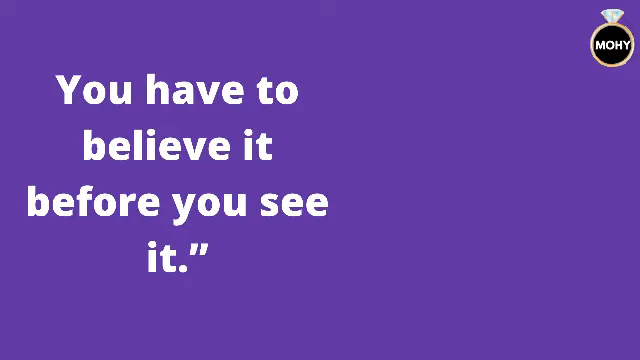 MOHY
You have to
believe it
before you see
it.”